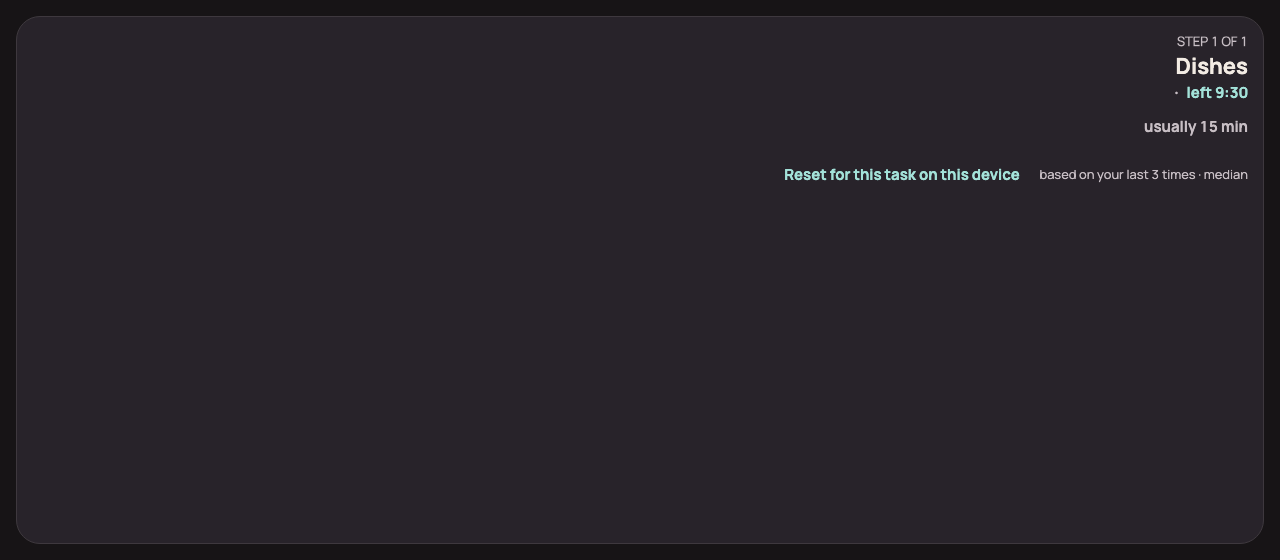 STEP 1 OF 1
Dishes
· left 9:30
usually 15 min
Reset for this task on this device based on your last 3 times · median